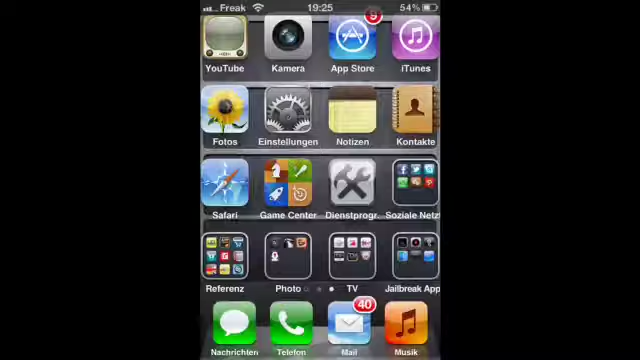 Freak 19:25 54%
9
YouTube Kamera App Store iTunes
Fotos Einstellungen Notizen Kontakte
Safari Game Center Dienstprogr. Soziale Netz
Referenz Photo TV Jailbreak App
40
Nachrichten Telefon Mail Musik